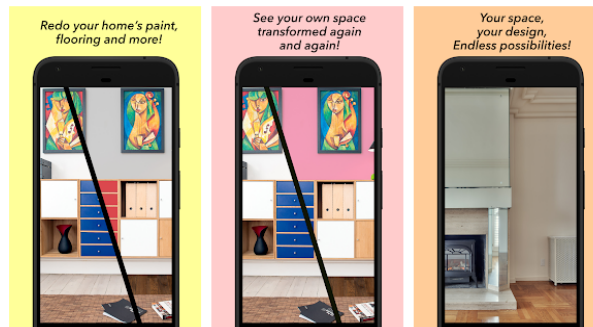 Redo your home's paint,
flooring and more!
See your own space
transformed again
and again!
Your space,
your design,
Endless possibilities!